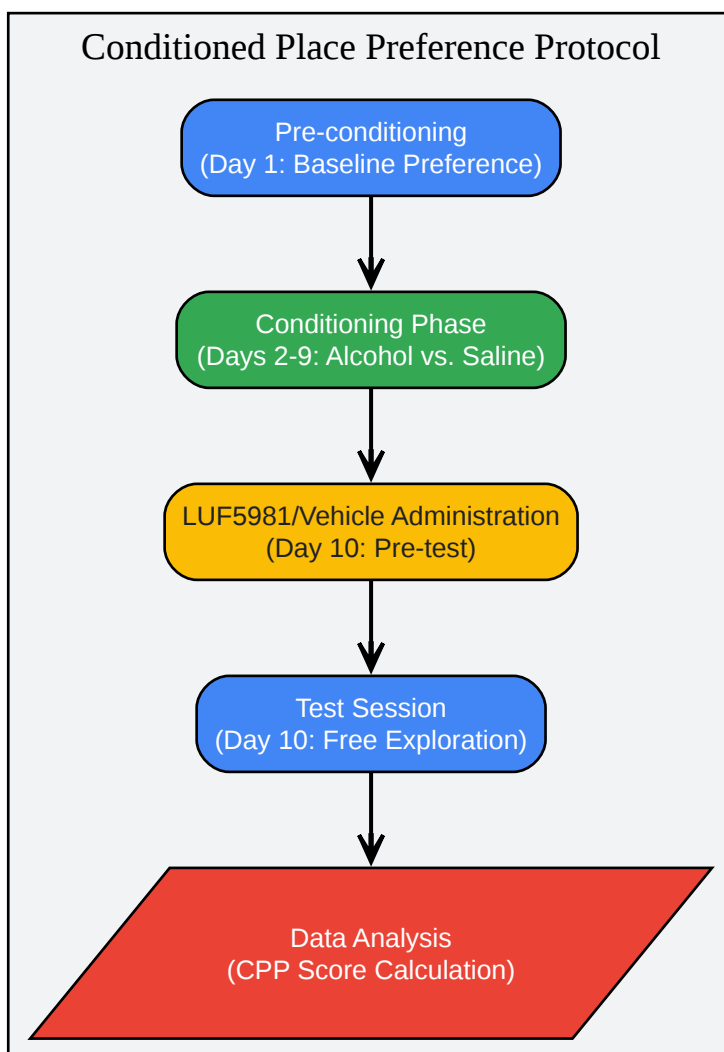 Conditioned Place Preference Protocol
Pre-conditioning
(Day 1: Baseline Preference)
Conditioning Phase
(Days 2-9: Alcohol vs. Saline)
LUF5981/Vehicle Administration
(Day 10: Pre-test)
Test Session
(Day 10: Free Exploration)
Data Analysis
(CPP Score Calculation)